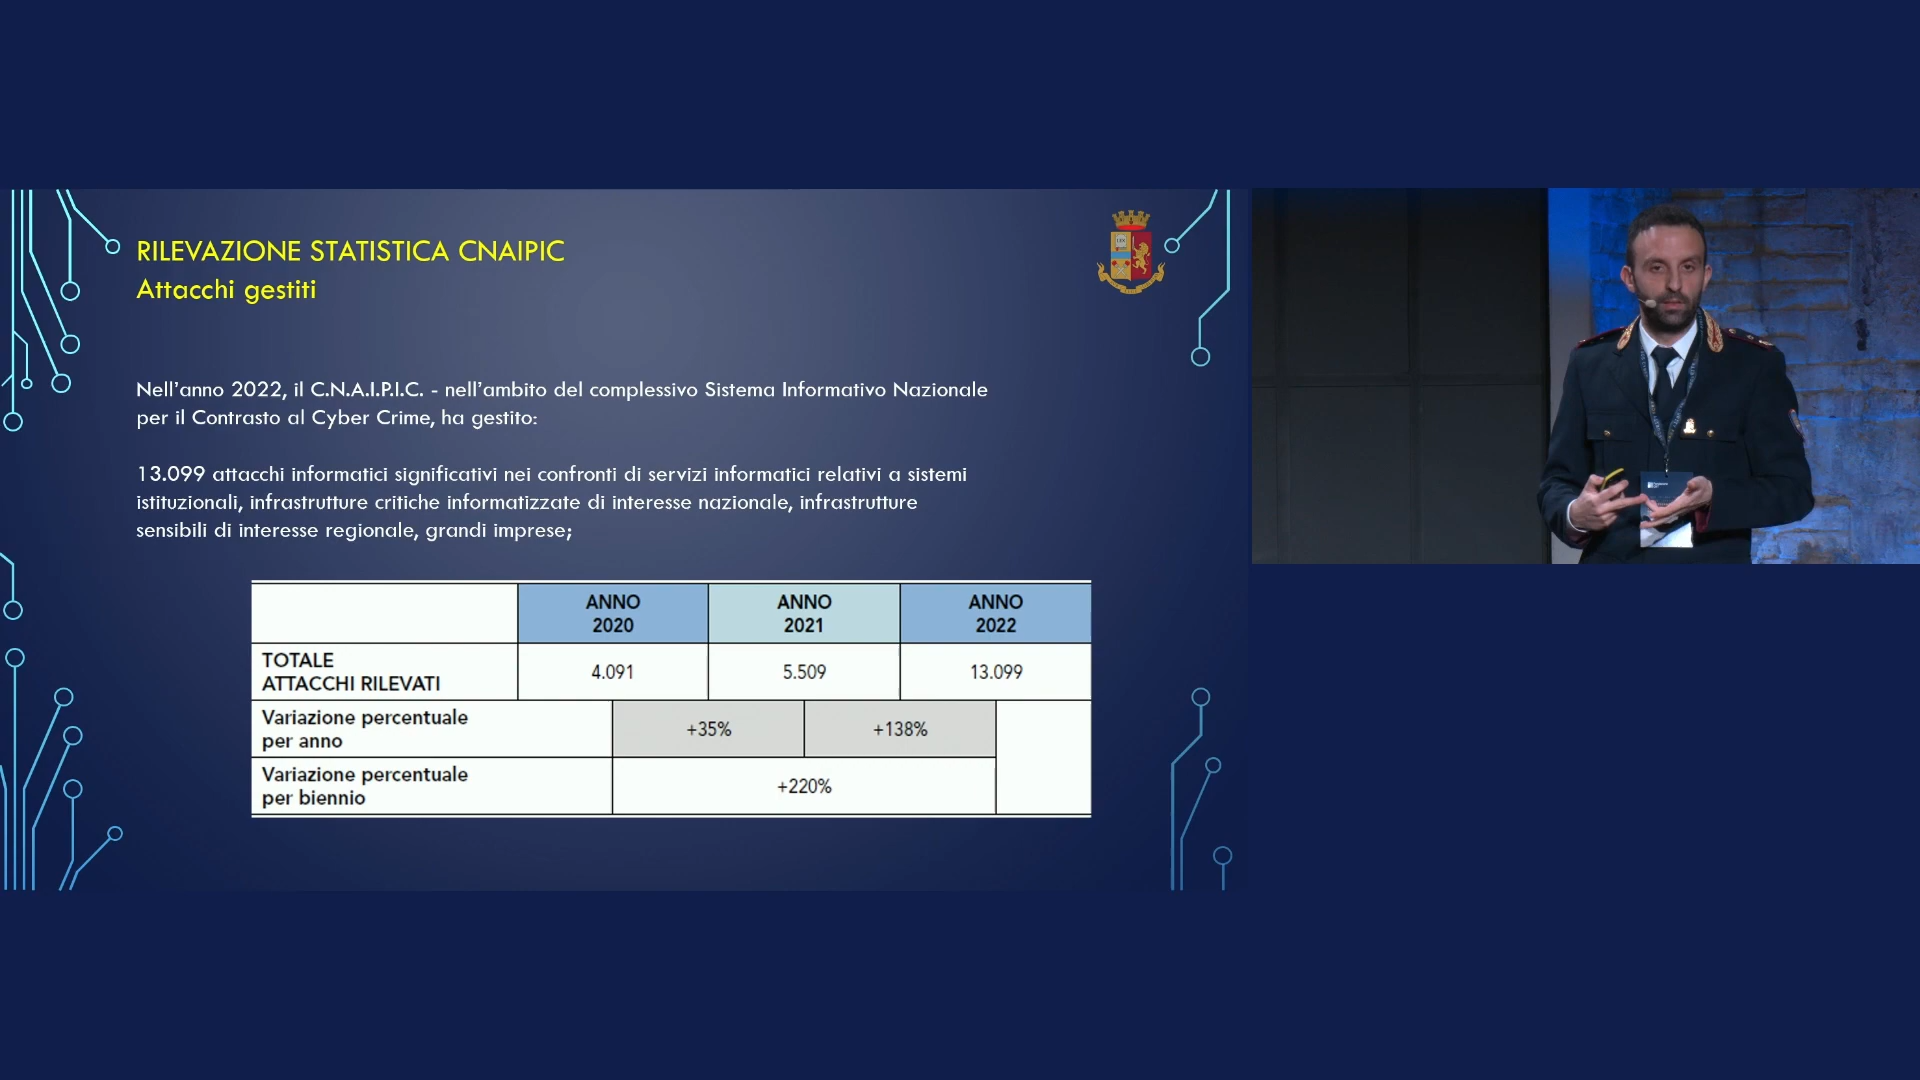 RILEVAZIONE STATISTICA CNAIPIC
Attacchi gestiti
Nell'anno 2022, il C.N.A.I.P.I.C. - nell'ambito del complessivo Sistema Informativo Nazionale
per il Contrasto al Cyber Crime, ha gestito:
13.099 attacchi informatici significativi nei confronti di servizi informatici relativi a sistemi
istituzionali, infrastrutture critiche informatizzate di interesse nazionale, infrastrutture
sensibili di interesse regionale, grandi imprese;
ANNO 2020 ANNO 2021 ANNO 2022
TOTALE
ATTACCHI RILEVATI 4.091 5.509 13.099
Variazione percentuale
per anno +35% +138%
Variazione percentuale
per biennio +220%